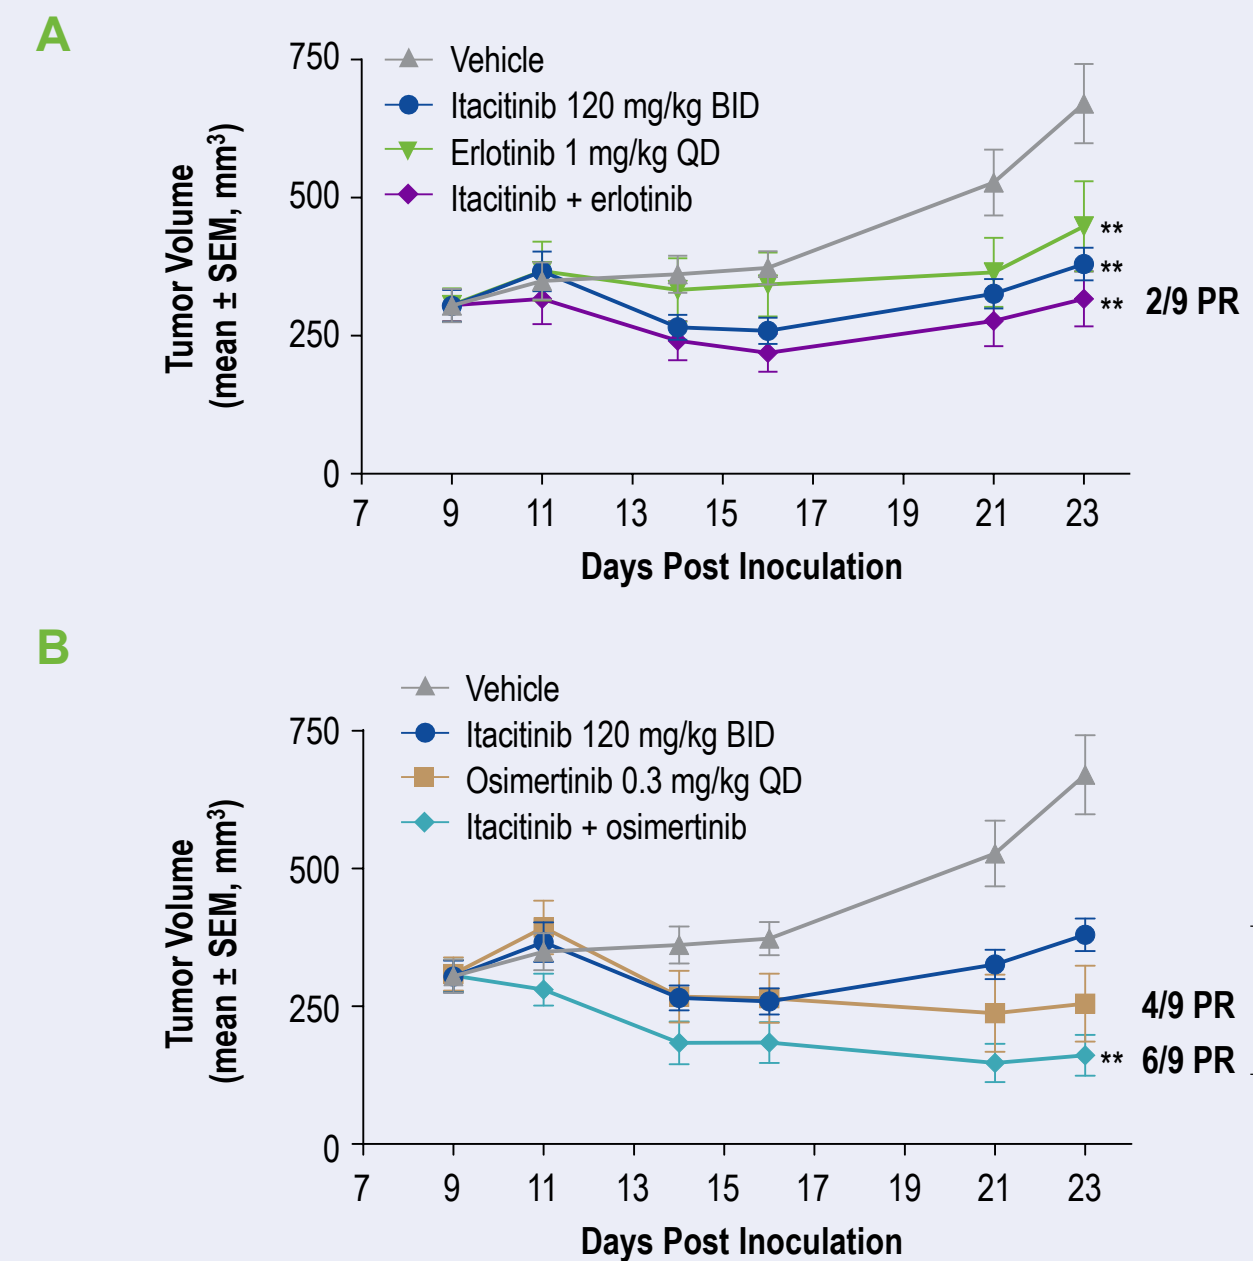 A
750
500
250
0
Tumor Volume
(mean ± SEM, mm³)
Vehicle
Itacitinib 120 mg/kg BID
Erlotinib 1 mg/kg QD
Itacitinib + erlotinib
**
**
** 2/9 PR
7 9 11 13 15 17 19 21 23
Days Post Inoculation
B
750
500
250
0
Tumor Volume
(mean ± SEM, mm³)
Vehicle
Itacitinib 120 mg/kg BID
Osimertinib 0.3 mg/kg QD
Itacitinib + osimertinib
4/9 PR
** 6/9 PR
7 9 11 13 15 17 19 21 23
Days Post Inoculation